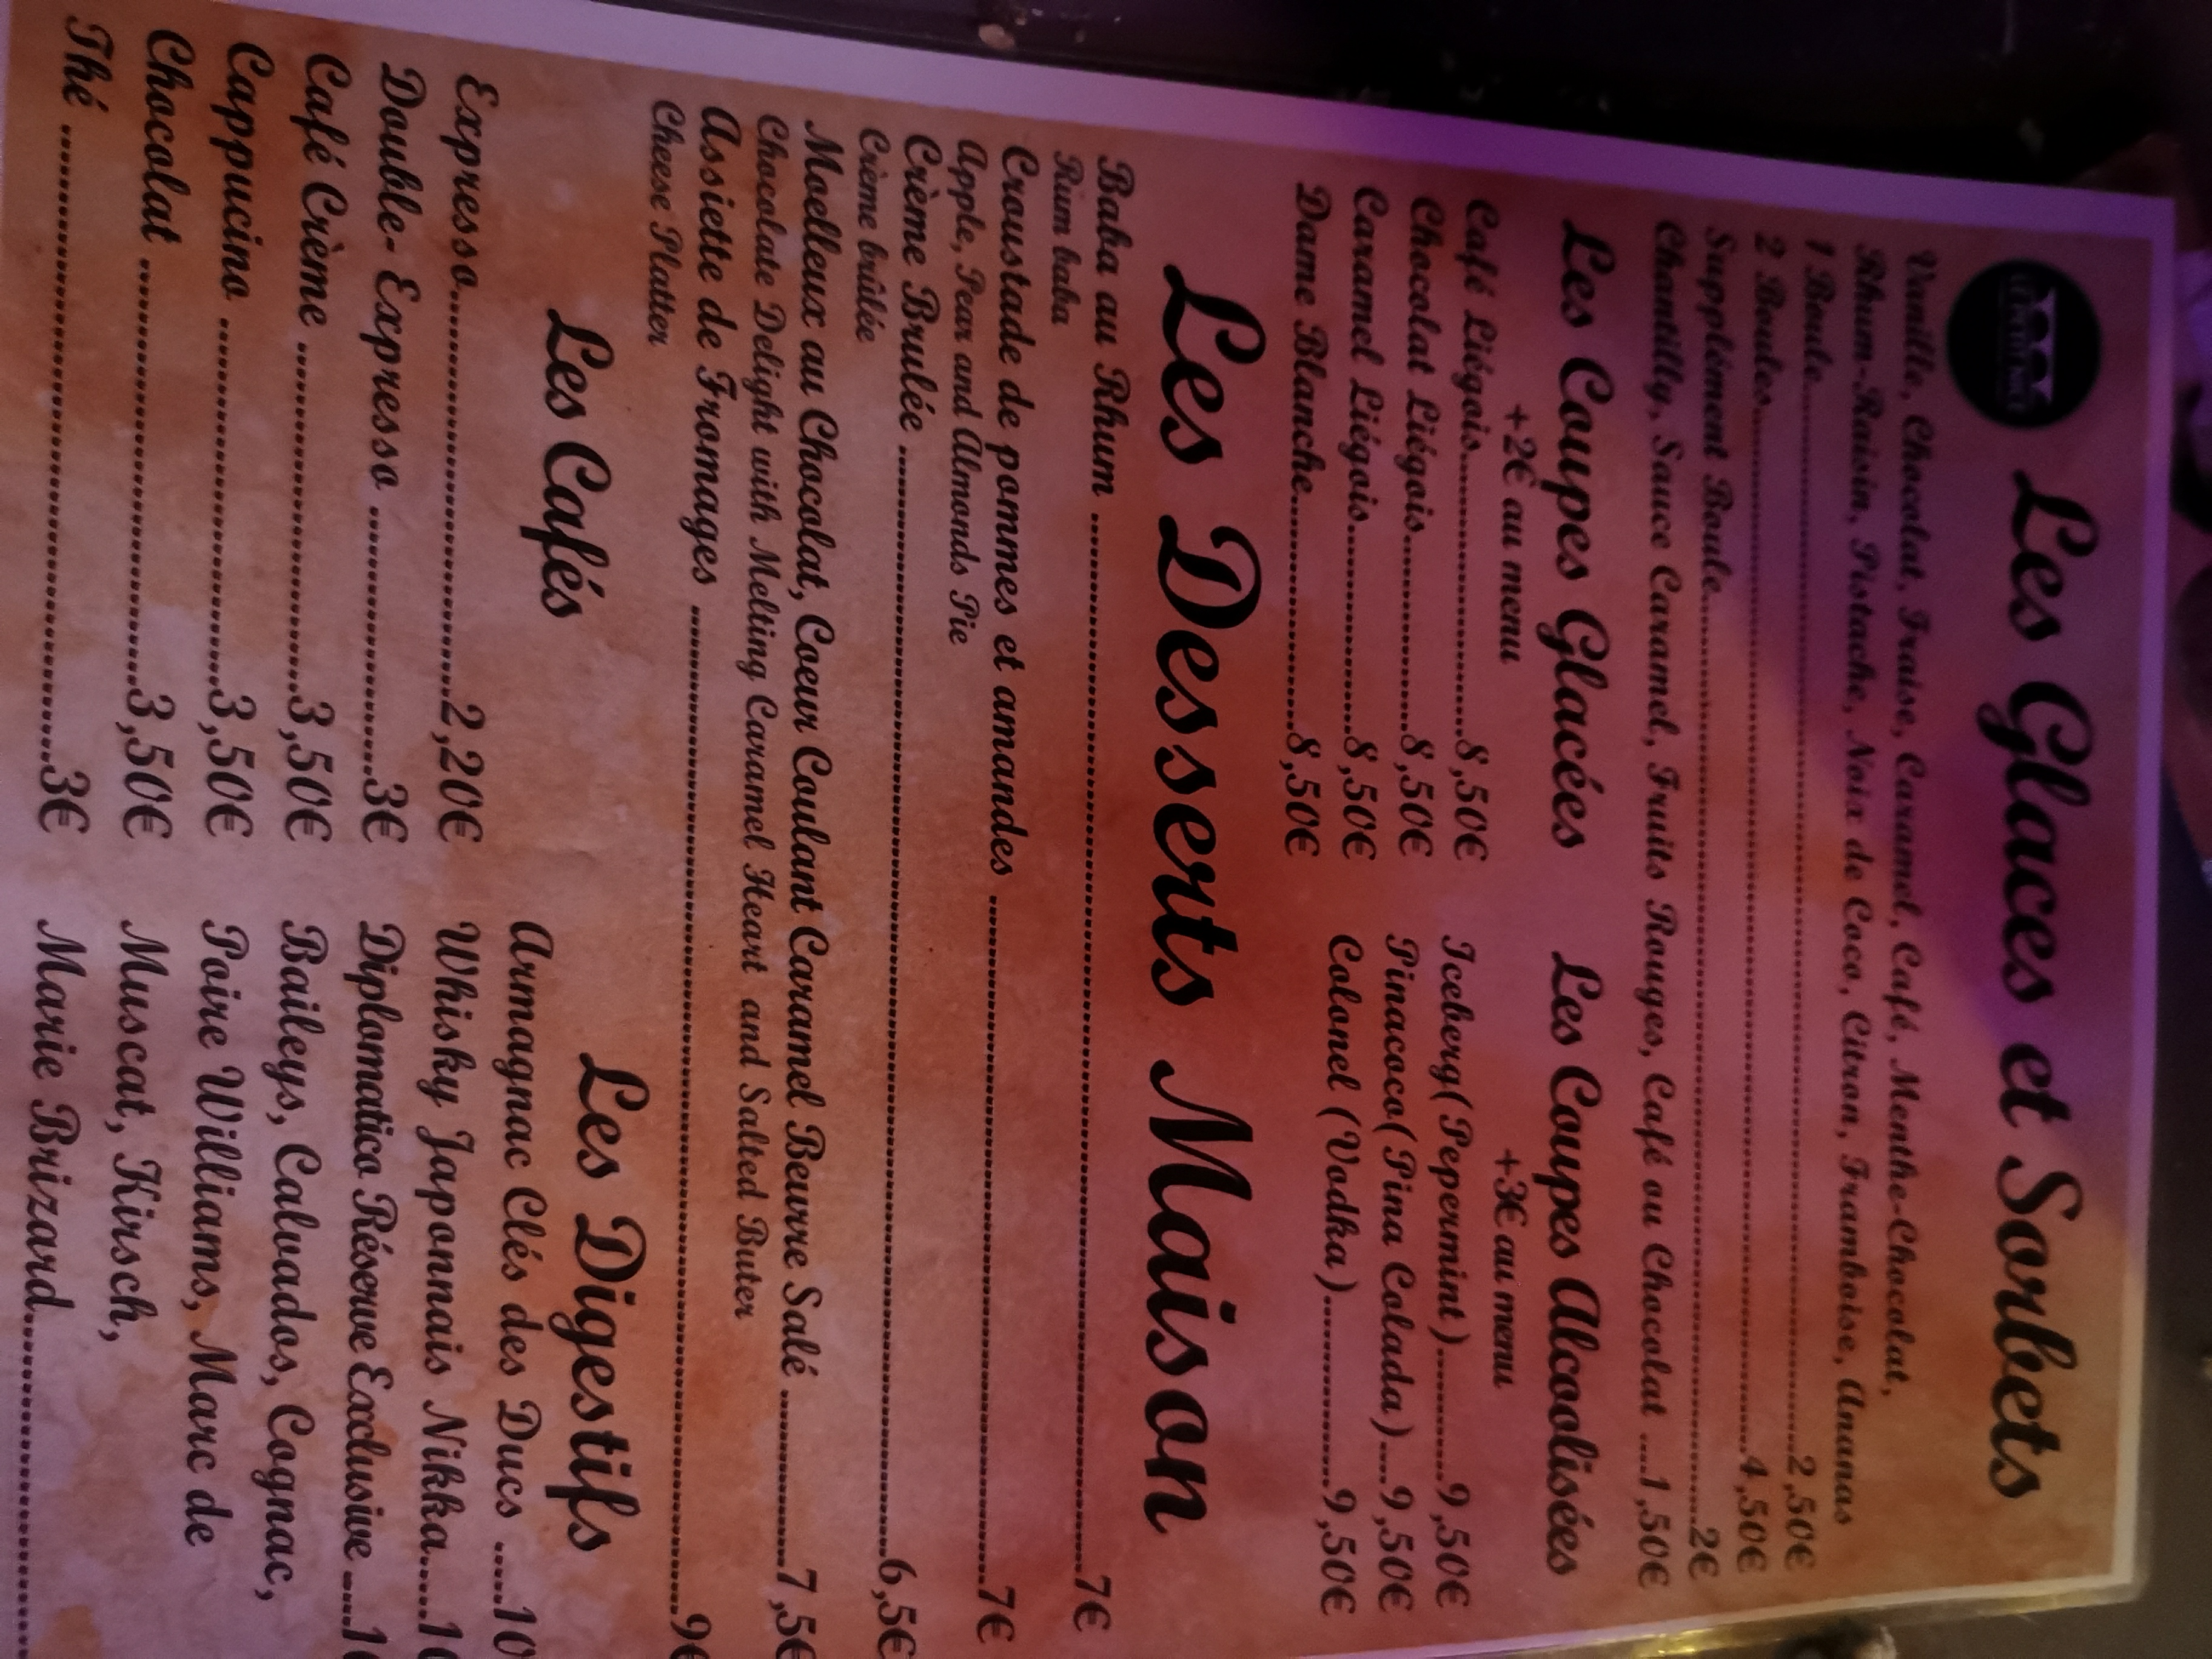 Les Glaces et Sorbets
Vanille, Chocolat, Fraise, Caramel, Café, Menthe-Chocolat,
Rhum-Raisin, Pistache, Noix de Coco, Citron, Framboise, Ananas
1 Boule..........2,50€
2 Boules..........4,50€
Supplément Boule..........2€
Chantilly, Sauce Caramel, Fruits Rouges, Café ou Chocolat ....1,50€
Les Coupes Glacées
+2€ au menu
Café Liégois..........8,50€
Chocolat Liégois..........8,50€
Caramel Liégois..........8,50€
Dame Blanche..........8,50€
Les Coupes Alcoolisées
+3€ au menu
Iceberg(Pepermint)..........9,50€
Pinacoco(Pina Colada)....9,50€
Colonel (Vodka)..........9,50€
Les Desserts Maison
Baba au Rhum ..........7€
Rum baba
Croustade de pommes et amandes ..........7€
Apple, Pear and Almonds Pie
Crème Brulée ..........6,5€
Crème brûlée
Moelleux au Chocolat, Coeur Coulant Caramel Beurre Salé ..........7,5€
Chocolate Delight with Melting Caramel Heart and Salted Buter
Assiette de Fromages ..........9€
Cheese Platter
Les Cafés
Expresso..........2,20€
Double-Expresso ..........3€
Café Crème ..........3,50€
Cappucino ..........3,50€
Chocolat ..........3,50€
Thé ..........3€
Les Digestifs
Armagnac Clés des Ducs .....10
Whisky Japonnais Nikka.....10
Diplomatico Réserve Exclusive .....1
Baileys, Calvados, Cognac,
Poire Williams, Marc de
Muscat, Kirsch,
Marie Brizard..........